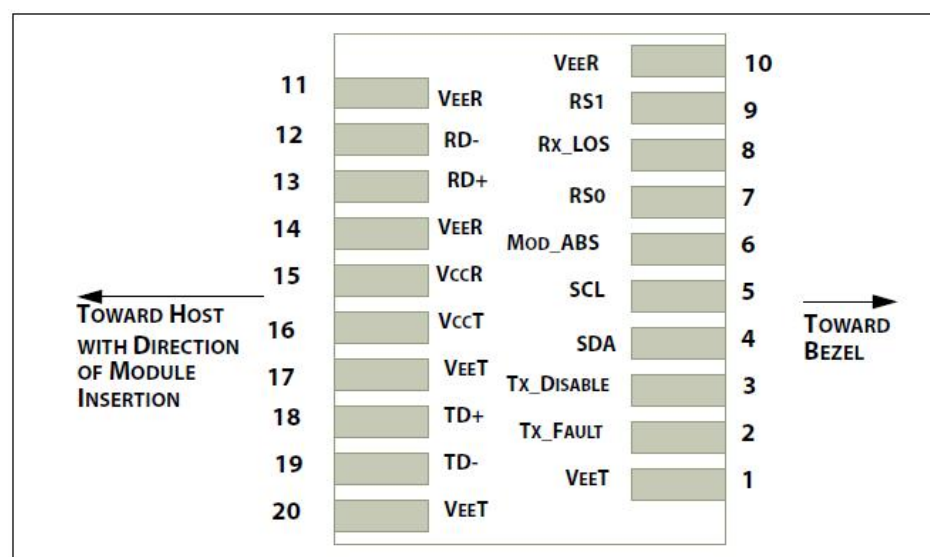 11 VEER
12 RD-
13 RD+
14 VEER
15 VCCR
16 VCCT
17 VEET
18 TD+
19 TD-
20 VEET
VEER 10
RS1 9
RX_LOS 8
RS0 7
MOD_ABS 6
SCL 5
SDA 4
TX_DISABLE 3
TX_FAULT 2
VEET 1
TOWARD HOST
WITH DIRECTION
OF MODULE
INSERTION
TOWARD
BEZEL